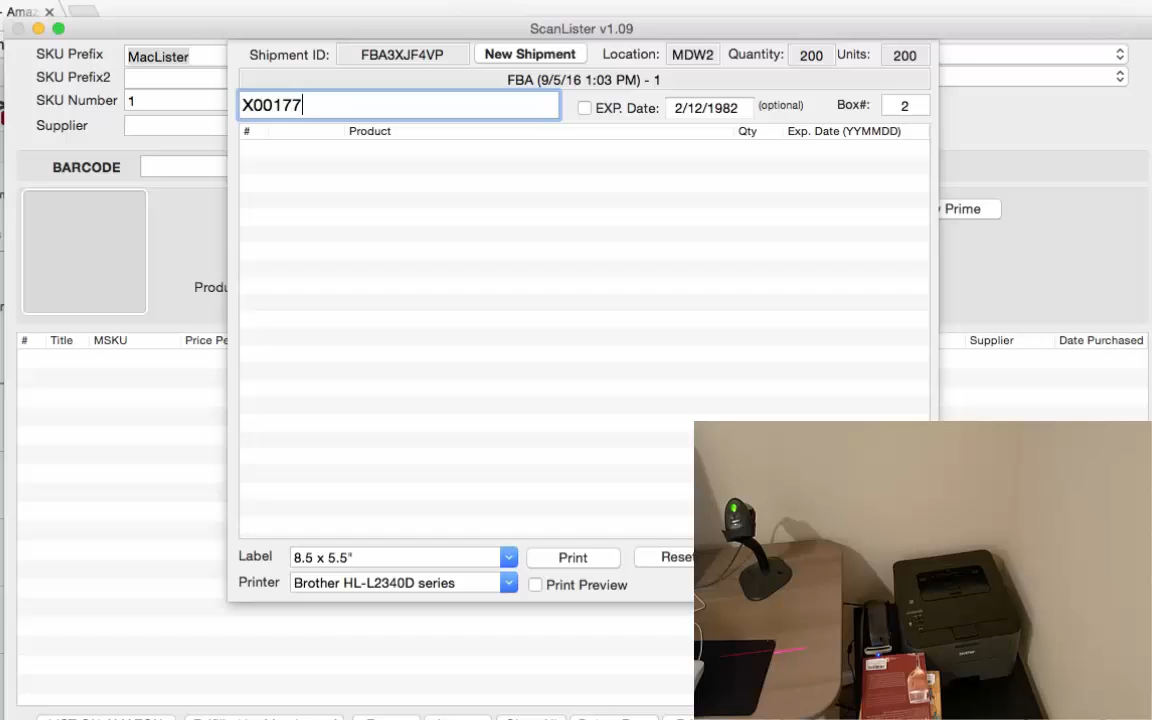 - Amaz
ScanLister v1.09
SKU Prefix MacLister
SKU Prefix2
SKU Number 1
Supplier
BARCODE
Shipment ID: FBA3XJF4VP New Shipment Location: MDW2 Quantity: 200 Units: 200
FBA (9/5/16 1:03 PM) - 1
X00177 EXP. Date: 2/12/1982 (optional) Box#: 2
# Product Qty Exp. Date (YYMMDD)
Prime
Produ
# Title MSKU Price Pe Supplier Date Purchased
Label 8.5 x 5.5" Print Reset
Printer Brother HL-L2340D series Print Preview
brother